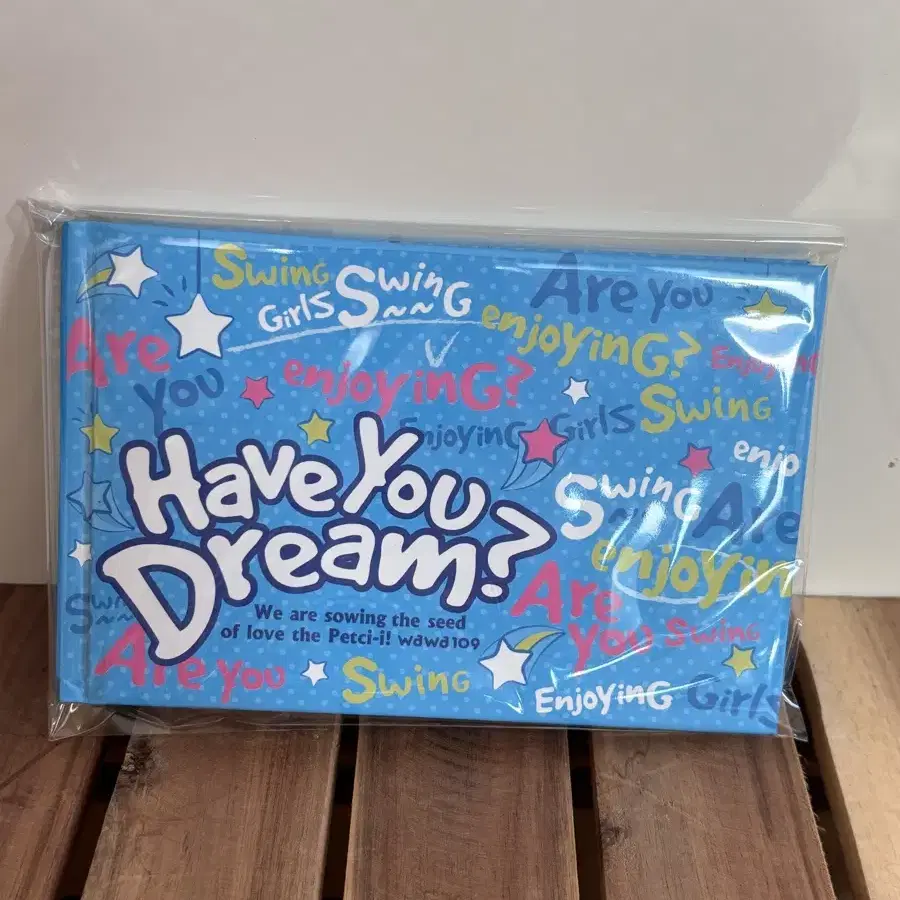 Swing
Girls Swing
Are you
enjoying?
Are
you
enjoying?
Enjoying
Swing
Enjoying Girls
enjo
Have You
Dream?
Swing
Are
enjoyin
We are sowing the seed
of love the Petci-i! wawa109
Are
you Swing
Swing
Are you
Swing
Enjoying Girls